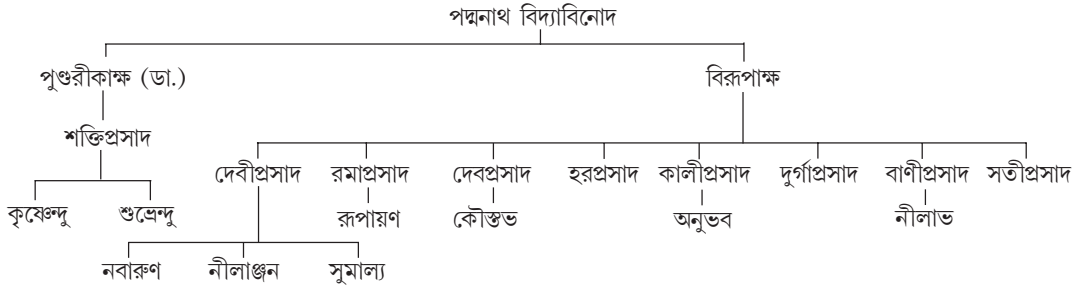 পদ্মনাথ বিদ্যাবিনোদ
পুণ্ডরীকাক্ষ (ডা.) বিরূপাক্ষ
শক্তিপ্রসাদ
দেবীপ্রসাদ রমাপ্রসাদ দেবপ্রসাদ হরপ্রসাদ কালীপ্রসাদ দুর্গাপ্রসাদ বাণীপ্রসাদ সতীপ্রসাদ
কৃষ্ণেন্দু শুভ্রেন্দু রূপায়ণ কৌস্তভ অনুভব নীলাভ
নবারুণ নীলাঞ্জন সুমাল্য